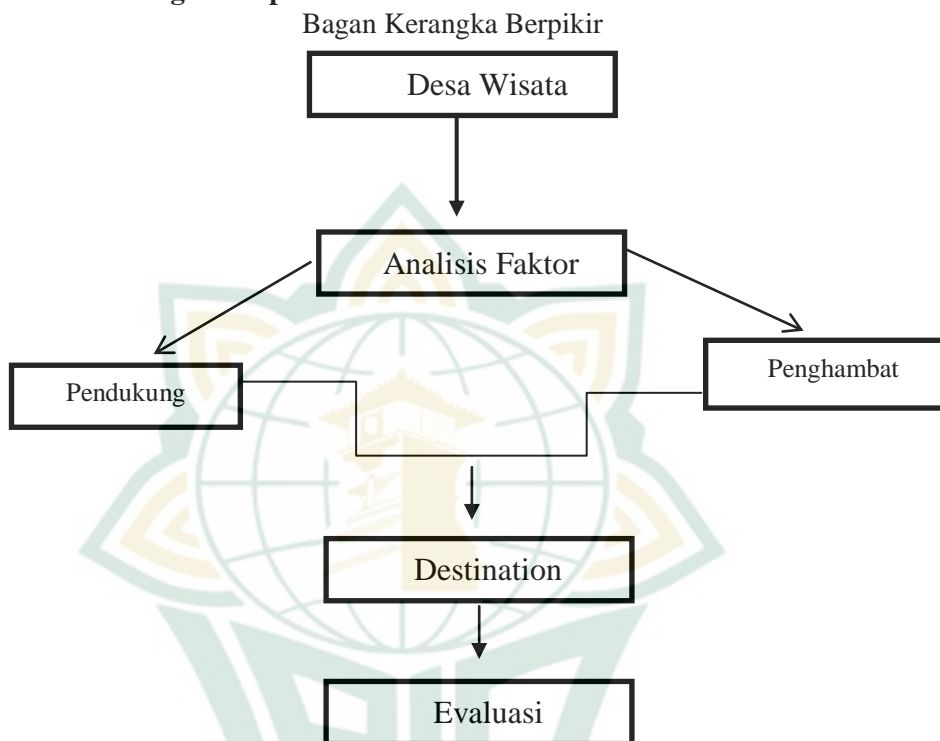 Bagan Kerangka Berpikir
Desa Wisata
Analisis Faktor
Penghambat
Pendukung
Destination
Evaluasi